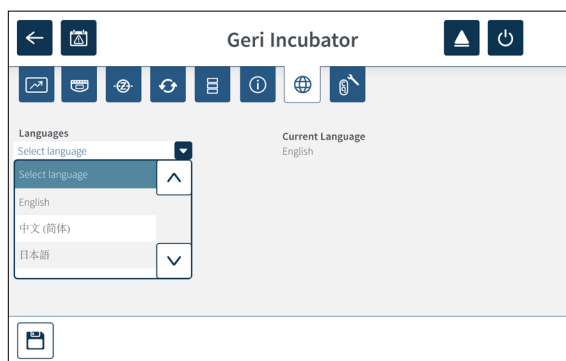 Geri Incubator
Languages
Select language
Select language
English
中文 (简体)
日本語
Current Language
English